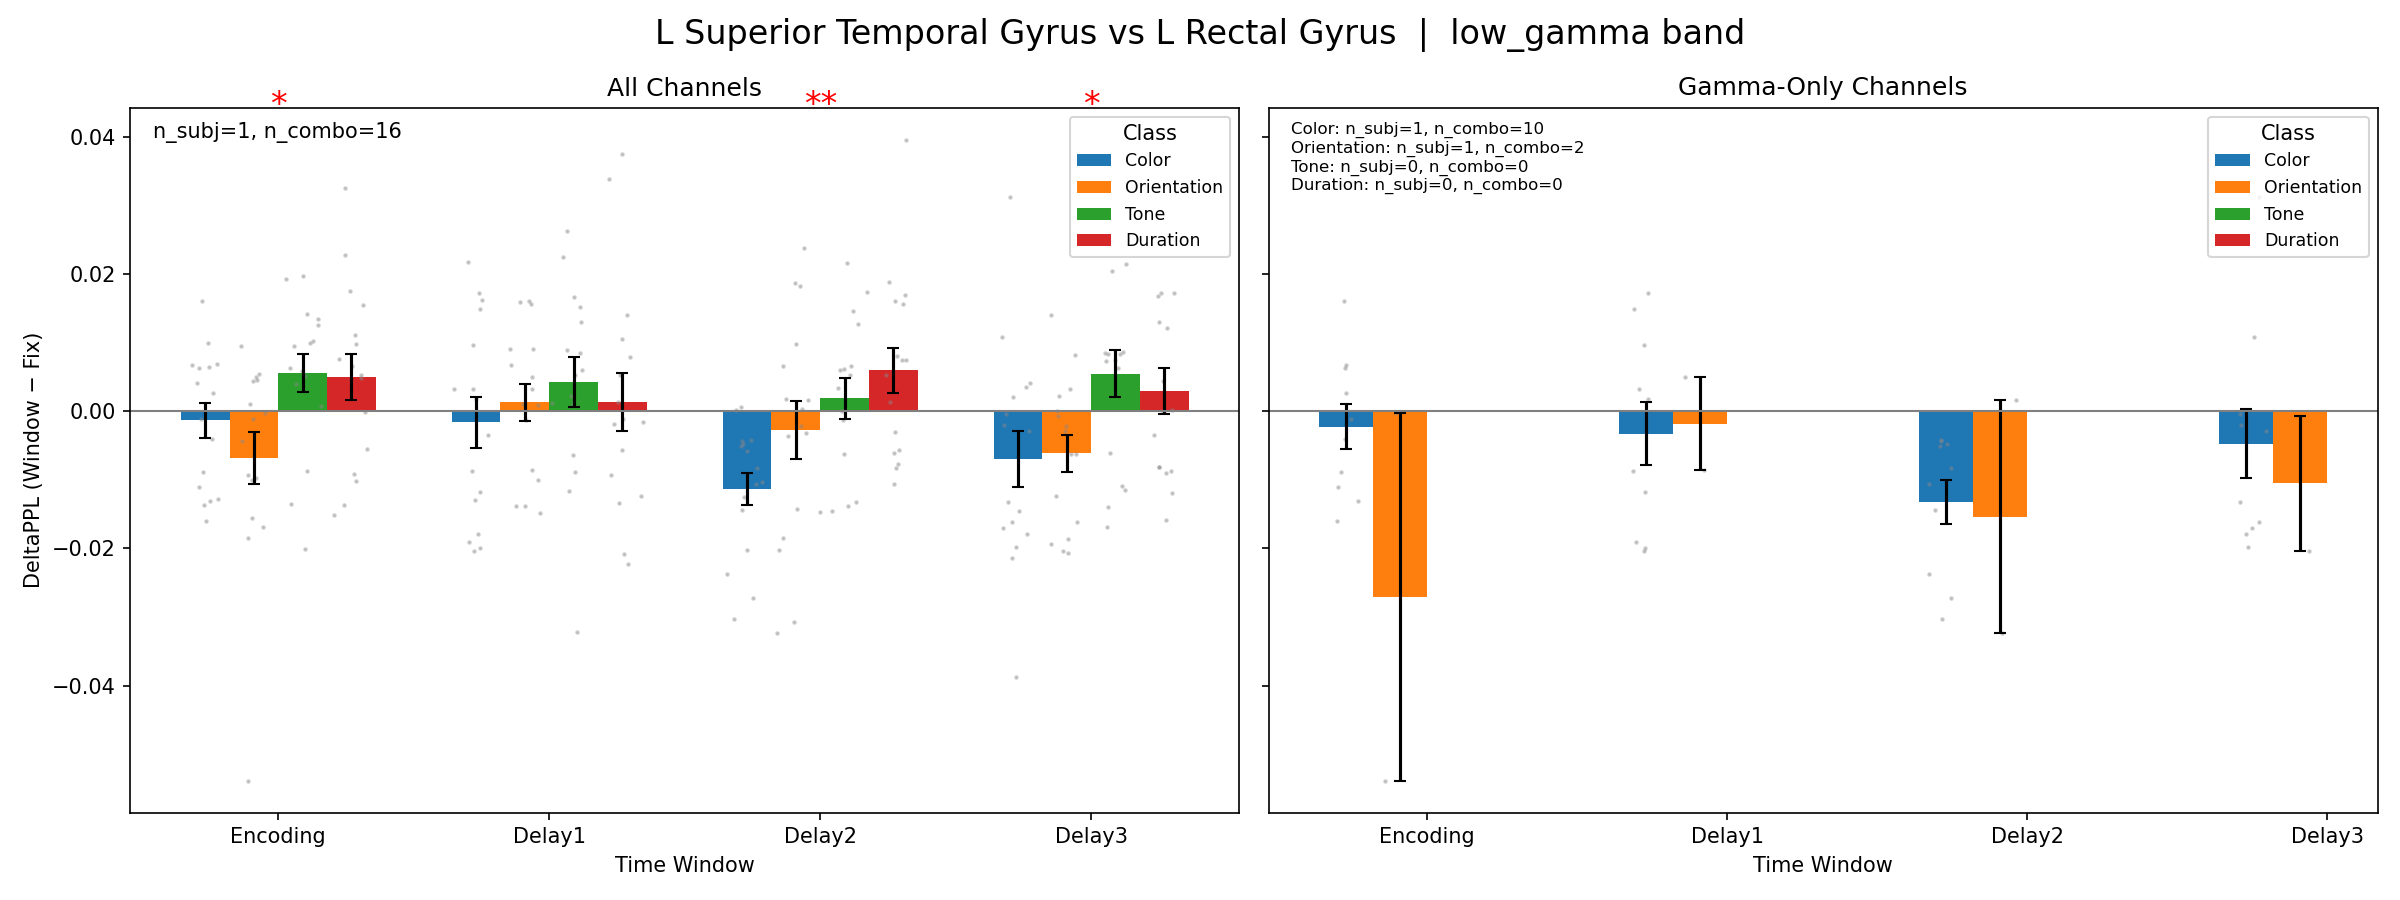 L Superior Temporal Gyrus vs L Rectal Gyrus | low_gamma band
All Channels
* ** *
n_subj=1, n_combo=16
Class
Color
Orientation
Tone
Duration
0.04
0.02
0.00
−0.02
−0.04
DeltaPPL (Window − Fix)
Encoding Delay1 Delay2 Delay3
Time Window
Gamma-Only Channels
Color: n_subj=1, n_combo=10
Orientation: n_subj=1, n_combo=2
Tone: n_subj=0, n_combo=0
Duration: n_subj=0, n_combo=0
Class
Color
Orientation
Tone
Duration
Encoding Delay1 Delay2 Delay3
Time Window